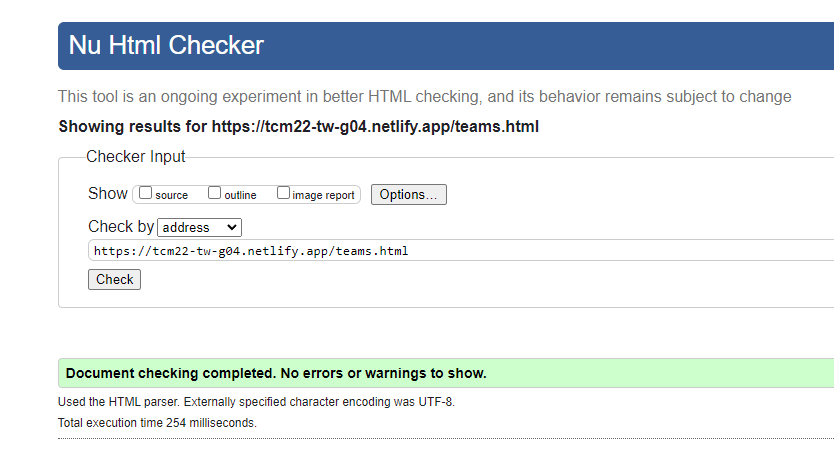 Nu Html Checker
This tool is an ongoing experiment in better HTML checking, and its behavior remains subject to change
Showing results for https://tcm22-tw-g04.netlify.app/teams.html
Checker Input
Show source outline image report Options...
Check by address
https://tcm22-tw-g04.netlify.app/teams.html
Check
Document checking completed. No errors or warnings to show.
Used the HTML parser. Externally specified character encoding was UTF-8.
Total execution time 254 milliseconds.